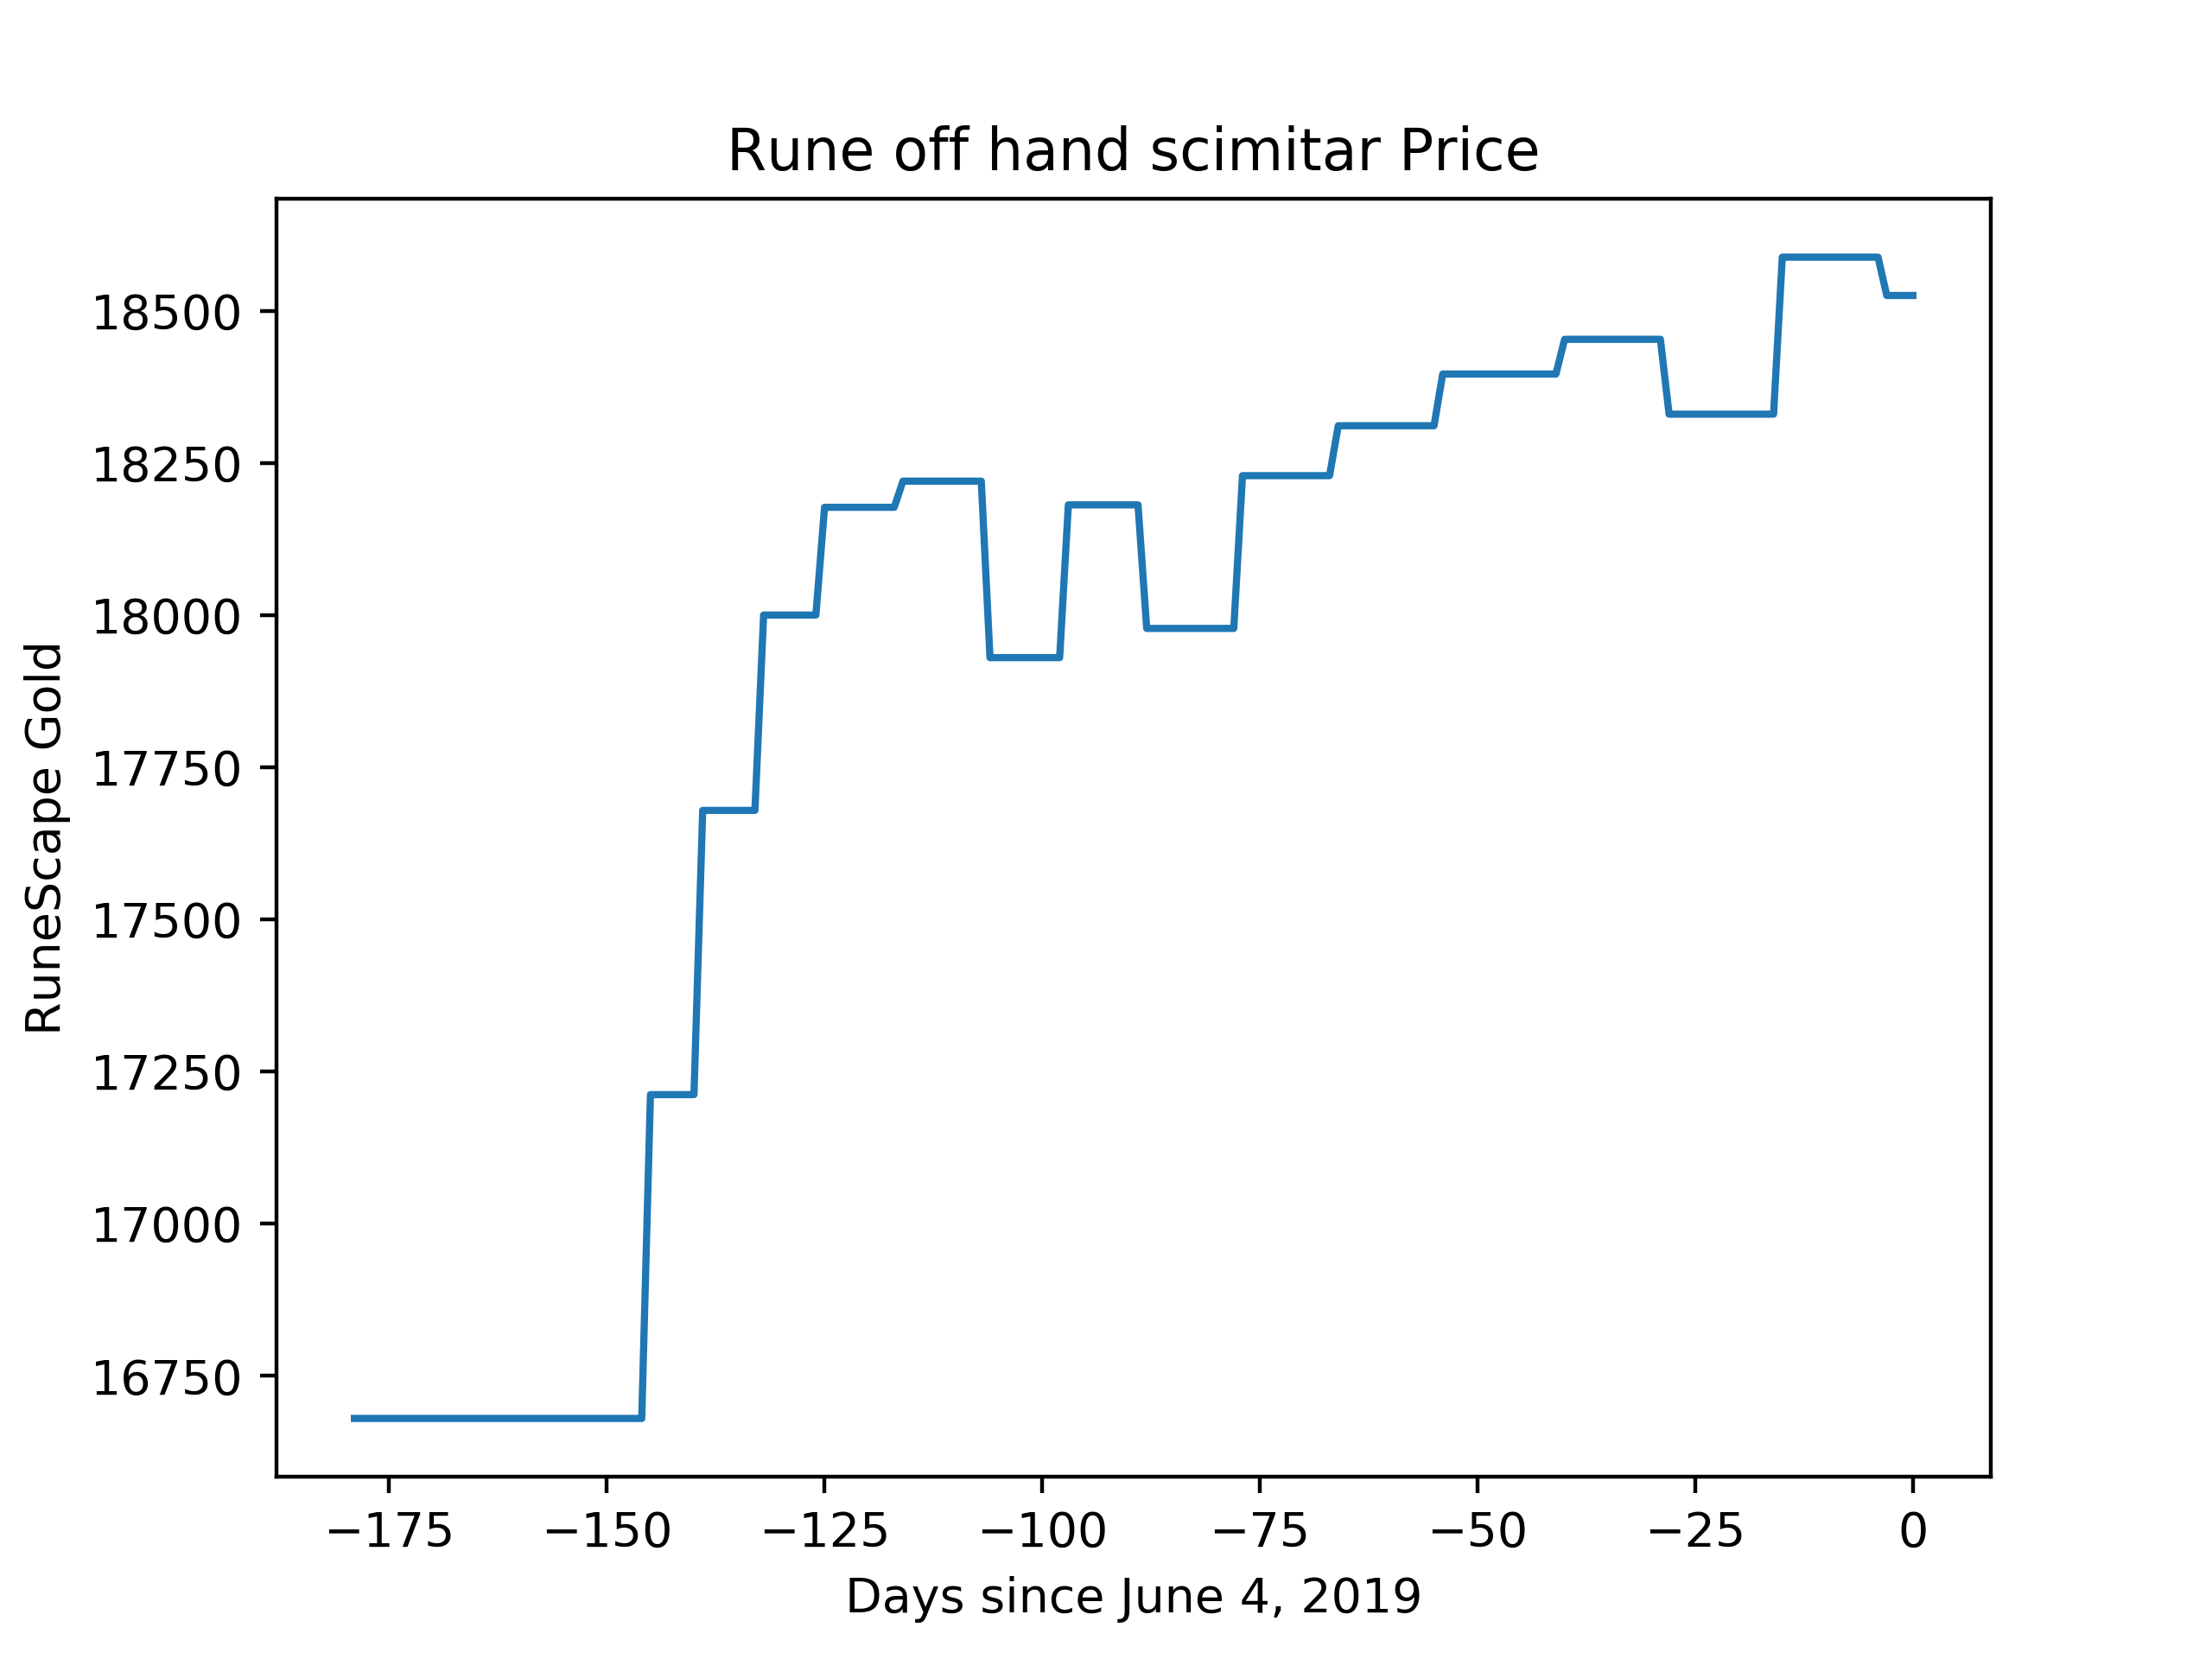 Rune off hand scimitar Price
18500
18250
18000
17750
17500
17250
17000
16750
RuneScape Gold
−175 −150 −125 −100 −75 −50 −25 0
Days since June 4, 2019